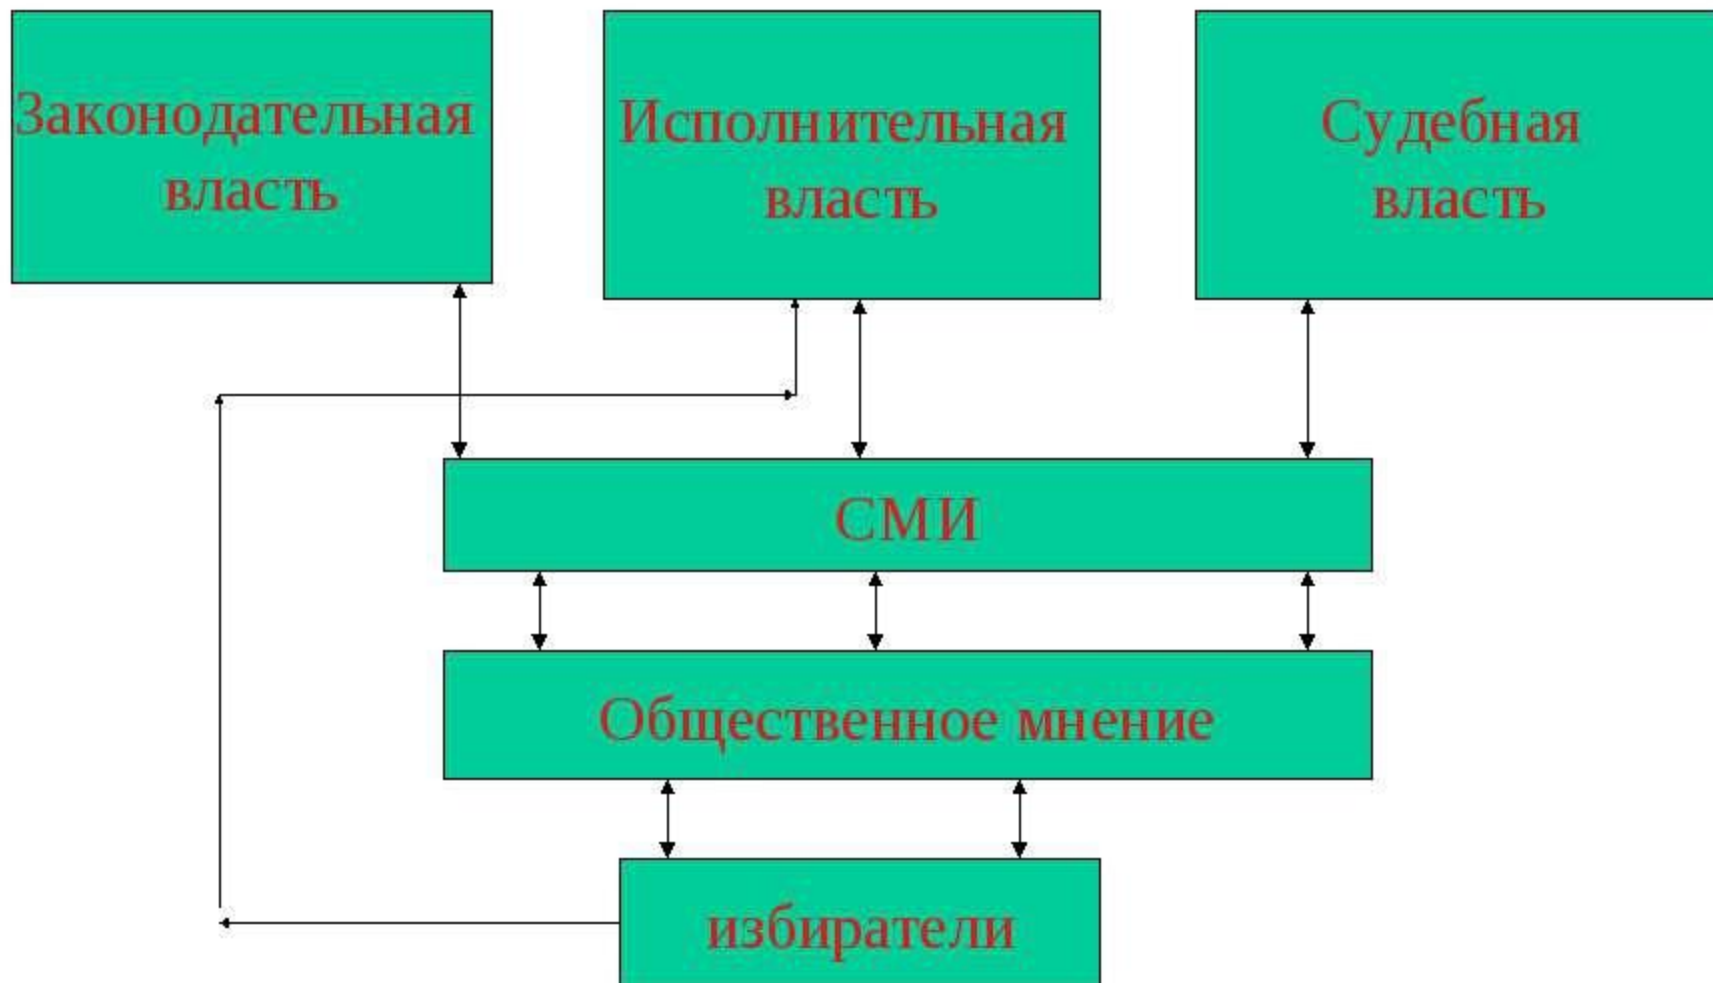 Законодательная
власть
Исполнительная
власть
Судебная
власть
СМИ
Общественное мнение
избиратели